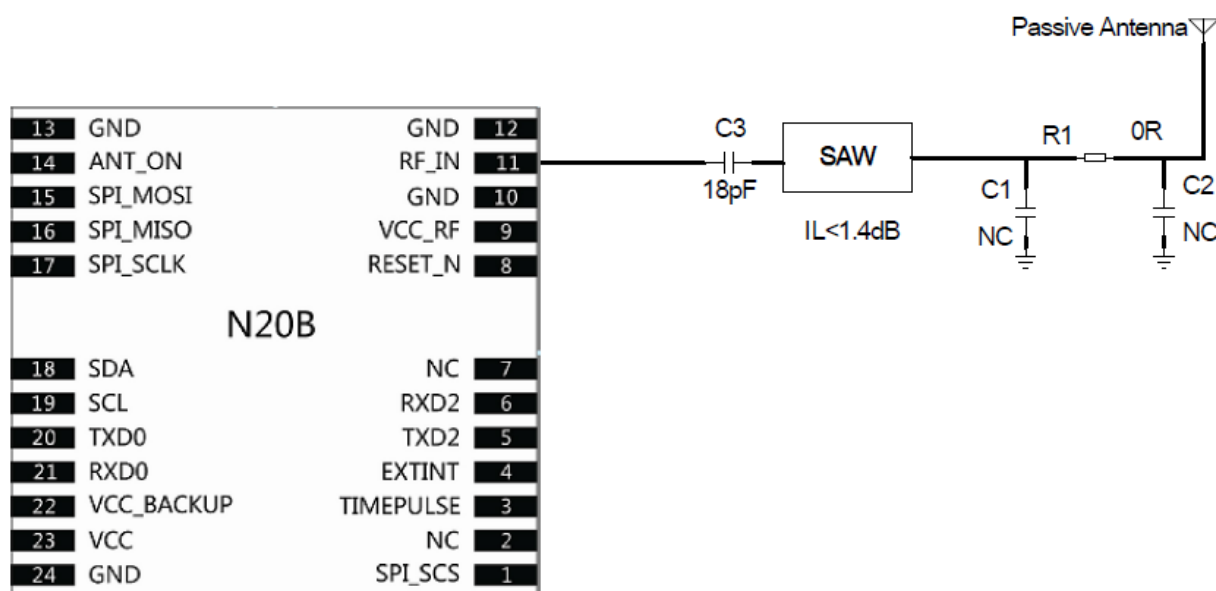 Passive Antenna
13 GND GND 12
14 ANT_ON RF_IN 11
15 SPI_MOSI GND 10
16 SPI_MISO VCC_RF 9
17 SPI_SCLK RESET_N 8
N20B
18 SDA NC 7
19 SCL RXD2 6
20 TXD0 TXD2 5
21 RXD0 EXTINT 4
22 VCC_BACKUP TIMEPULSE 3
23 VCC NC 2
24 GND SPI_SCS 1
C3
18pF
SAW
IL<1.4dB
R1 0R
C1
NC
C2
NC